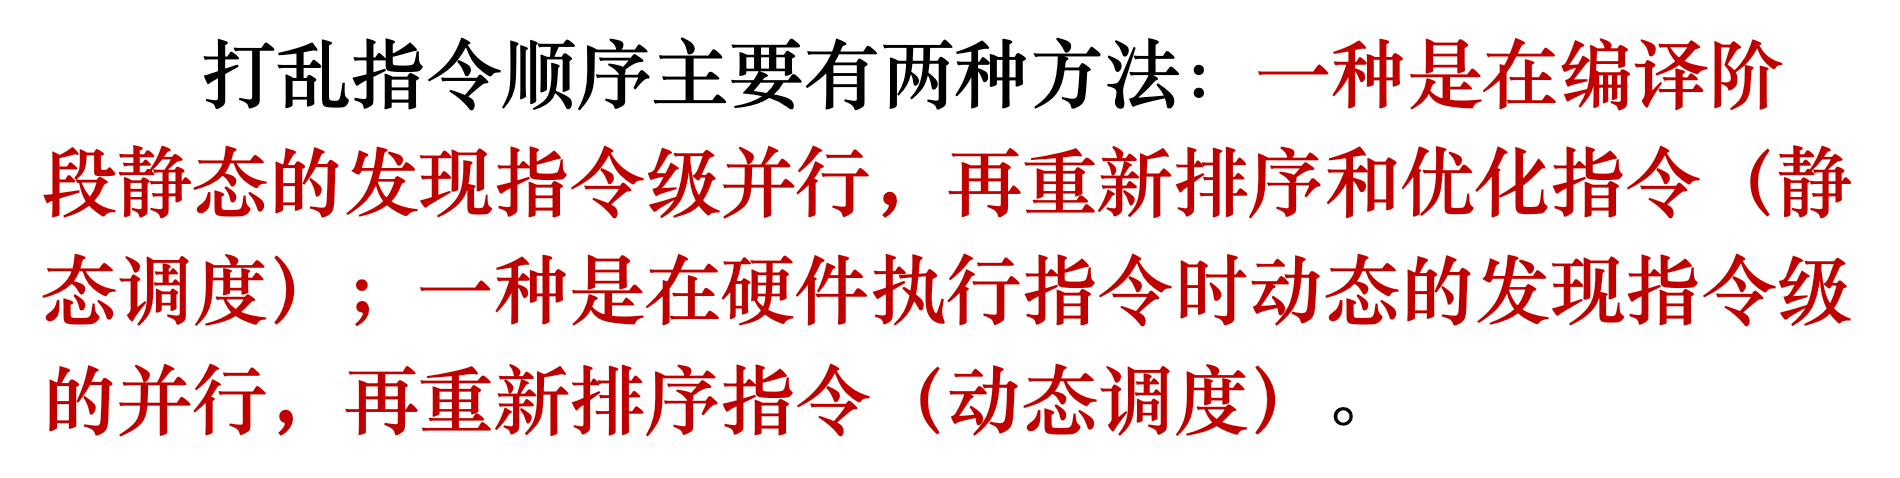 打乱指令顺序主要有两种方法：一种是在编译阶
段静态的发现指令级并行，再重新排序和优化指令（静
态调度）；一种是在硬件执行指令时动态的发现指令级
的并行，再重新排序指令（动态调度）。